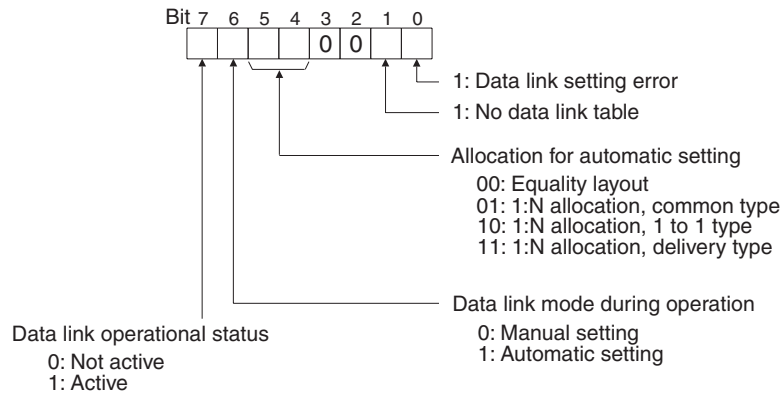 Bit 7 6 5 4 3 2 1 0
0 0
1: Data link setting error
1: No data link table
Allocation for automatic setting
00: Equality layout
01: 1:N allocation, common type
10: 1:N allocation, 1 to 1 type
11: 1:N allocation, delivery type
Data link mode during operation
0: Manual setting
1: Automatic setting
Data link operational status
0: Not active
1: Active